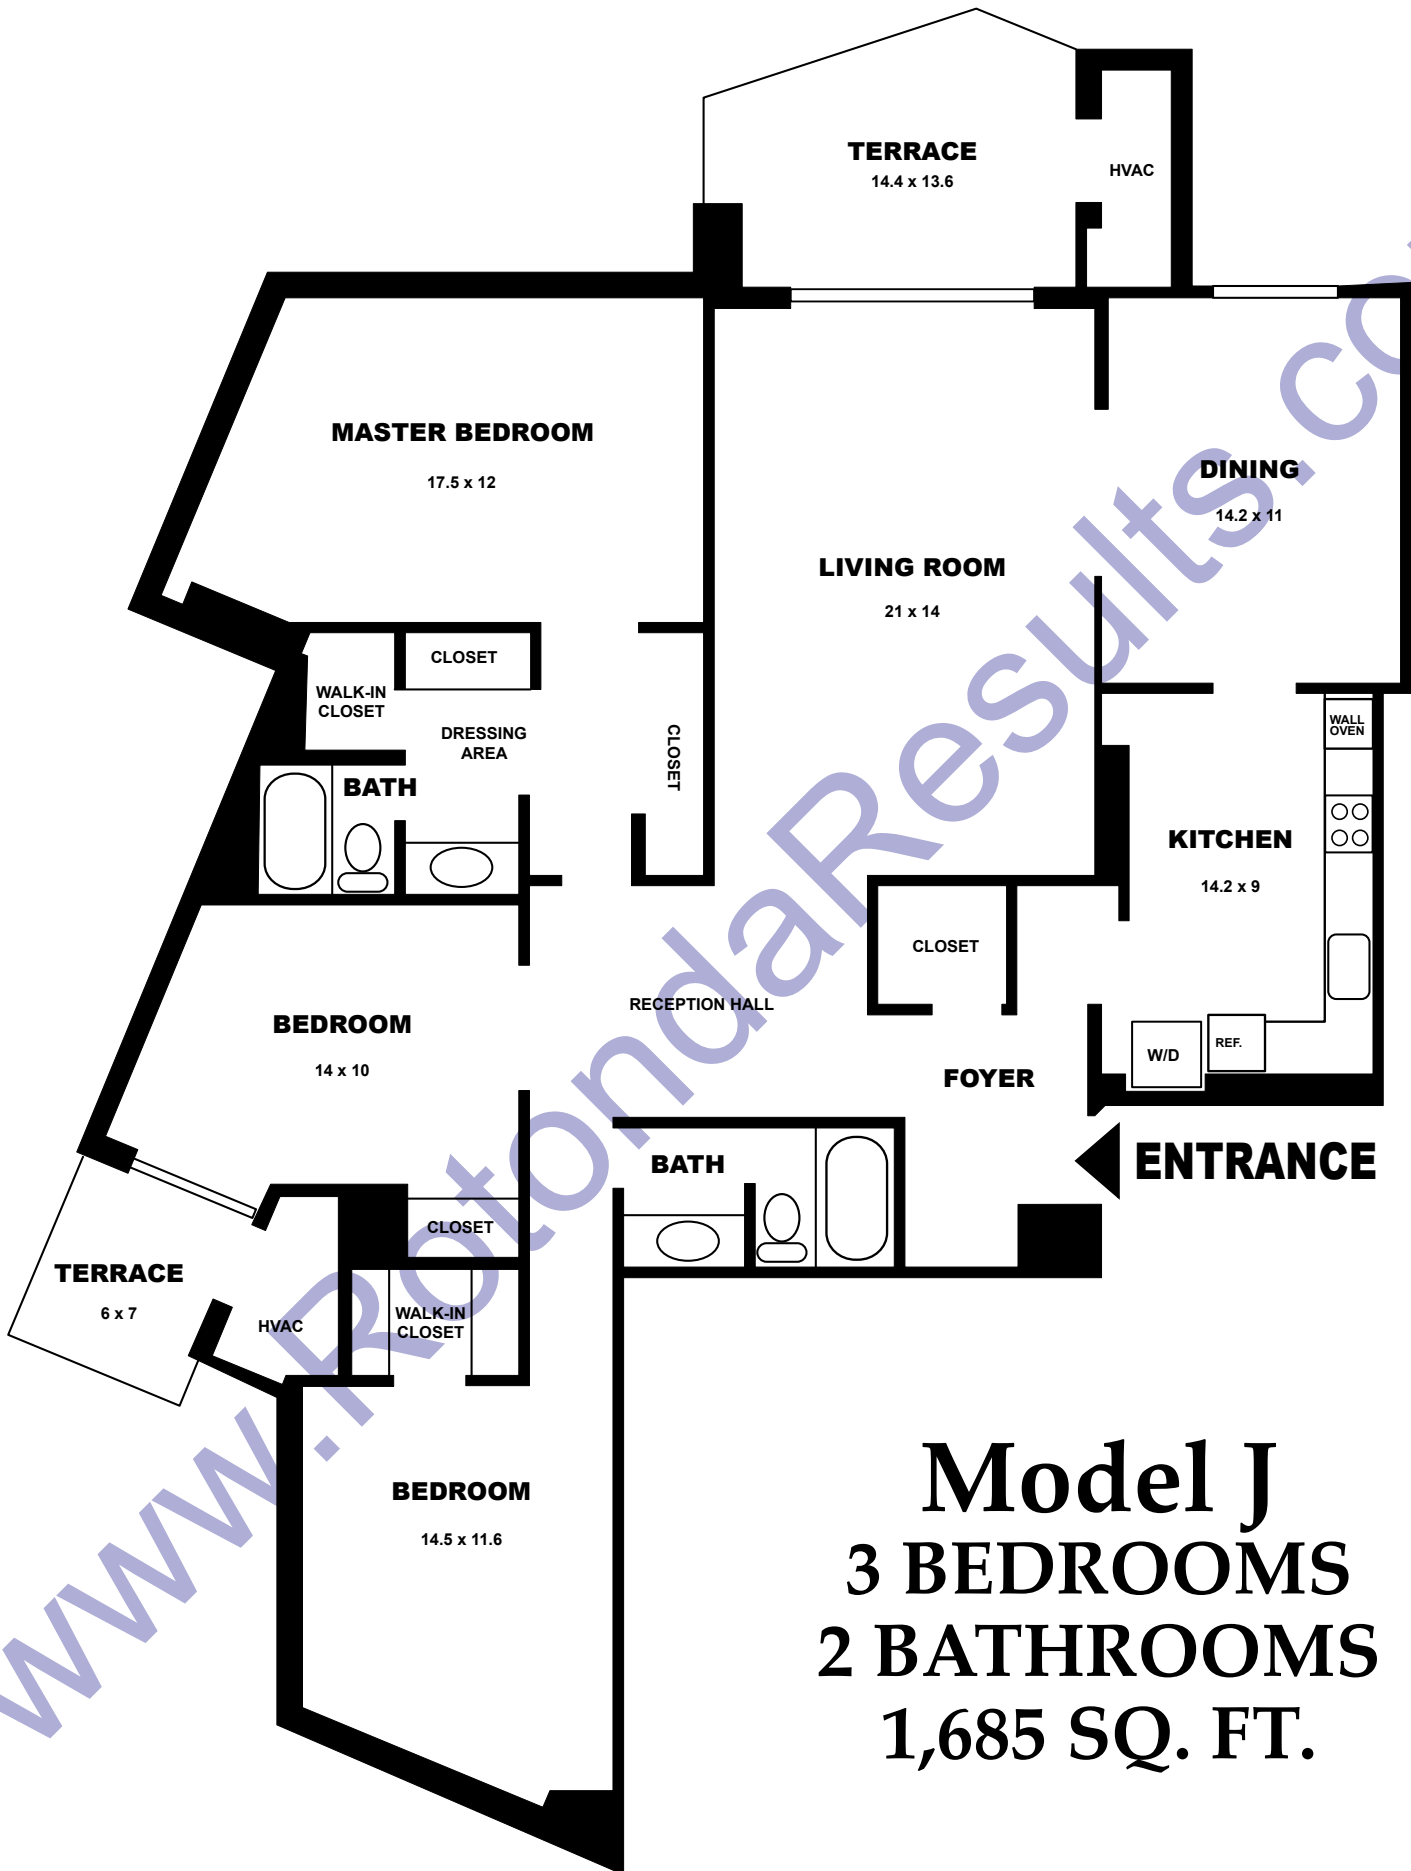 TERRACE
14.4 x 13.6
HVAC
MASTER BEDROOM
17.5 x 12
DINING
14.2 x 11
LIVING ROOM
21 x 14
CLOSET
WALK-IN
CLOSET
DRESSING
AREA
CLOSET
WALL
OVEN
BATH
KITCHEN
14.2 x 9
CLOSET
RECEPTION HALL
BEDROOM
14 x 10
W/D
REF.
FOYER
ENTRANCE
BATH
CLOSET
TERRACE
6 x 7
HVAC
WALK-IN
CLOSET
BEDROOM
14.5 x 11.6
Model J
3 BEDROOMS
2 BATHROOMS
1,685 SQ. FT.
www.RotondaResults.co